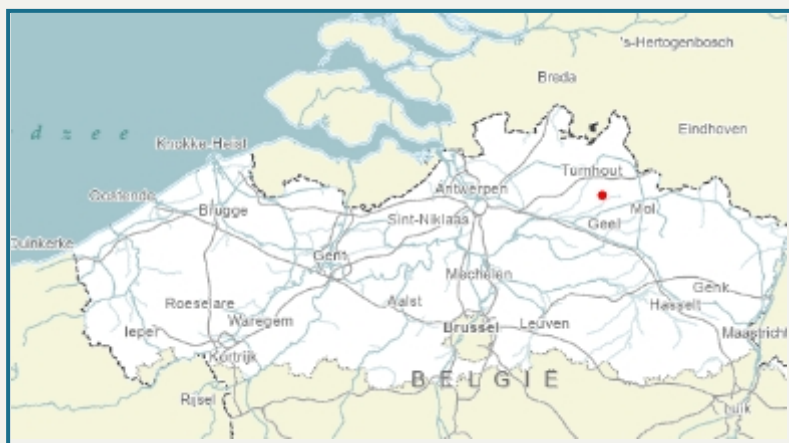 's-Hertogenbosch
Breda
Eindhoven
d z e e
Knokke-Heist
Turnhout
Antwerpen
Oostende
Brugge
Sint-Niklaas
Geel
Mol
Duinkerke
Gent
Mechelen
Genk
Roeselare
Aalst
Hasselt
Waregem
Brussel
Leuven
Ieper
Maastricht
Kortrijk
BELGIË
Rijsel
Luik